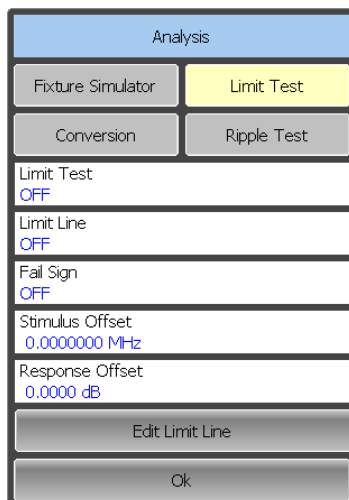 Analysis
Fixture Simulator
Limit Test
Conversion
Ripple Test
Limit Test
OFF
Limit Line
OFF
Fail Sign
OFF
Stimulus Offset
0.0000000 MHz
Response Offset
0.0000 dB
Edit Limit Line
Ok